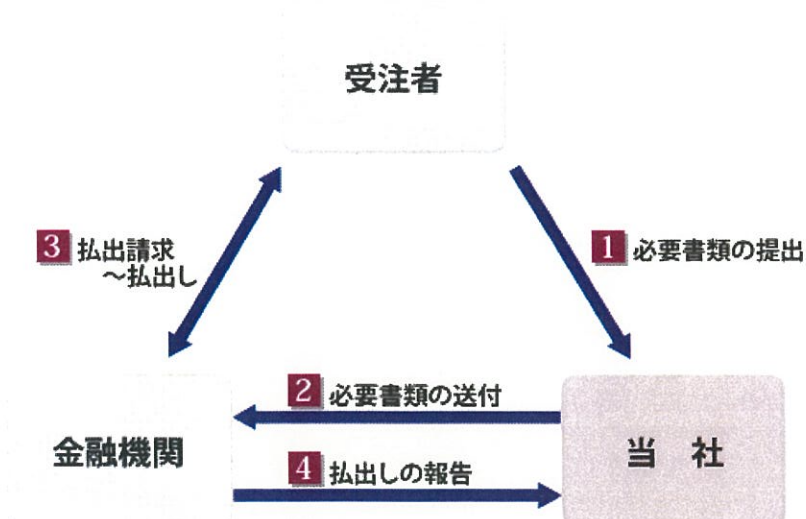 受注者
3 払出請求
～払出し
1 必要書類の提出
2 必要書類の送付
金融機関
当 社
4 払出しの報告